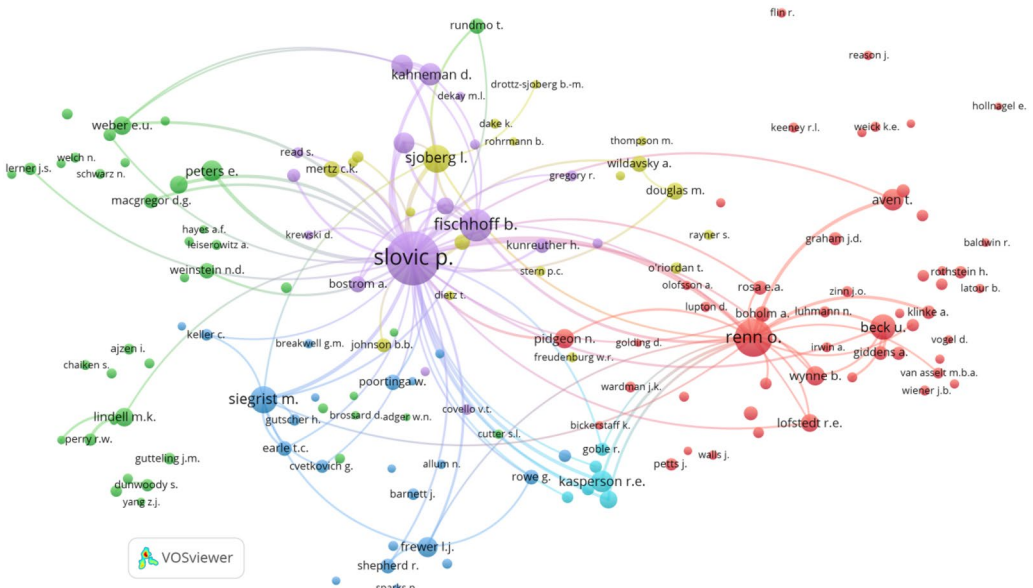 flin r.
rundmo t.
reason j.
kahneman d.
drottz-sjoberg b.-m.
dekay m.l.
hollnagel e.
weber e.u.
dake k.
keeney r.l.
weick k.e.
rohrmann b.
thompson m.
read s.
sjoberg l.
welch n.
lerner j.s.
mertz c.k.
wildavsky a.
peters e.
schwarz n.
gregory r.
douglas m.
macgregor d.g.
aven t.
fischhoff b.
hayes a.f.
krewski d.
rayner s.
graham j.d.
leiserowitz a.
kunreuther h.
baldwin r.
slovic p.
weinstein n.d.
stern p.c.
o'riordan t.
rothstein h.
bostrom a.
olofsson a.
rosa e.a.
latour b.
dietz t.
zinn j.o.
lupton d.
boholm a.
luhmann n.
klinke a.
keller c.
beck u.
renn o.
pidgeon n.
golding d.
vogel d.
breakwell g.m.
johnson b.b.
irwin a.
giddens a.
ajzen i.
freudenburg w.r.
chaiken s.
van asselt m.b.a.
wynne b.
poortinga w.
wardman j.k.
wiener j.b.
siegrist m.
covello v.t.
brossard d.
adger w.n.
lindell m.k.
gutscher h.
lofstedt r.e.
bickerstaff k.
cutter s.l.
perry r.w.
earle t.c.
goble r.
walls j.
gutteling j.m.
cvetkovich g.
allum n.
petts j.
rowe g.
kasperson r.e.
dunwoody s.
barnett j.
yang z.j.
frewer l.j.
VOSviewer
shepherd r.